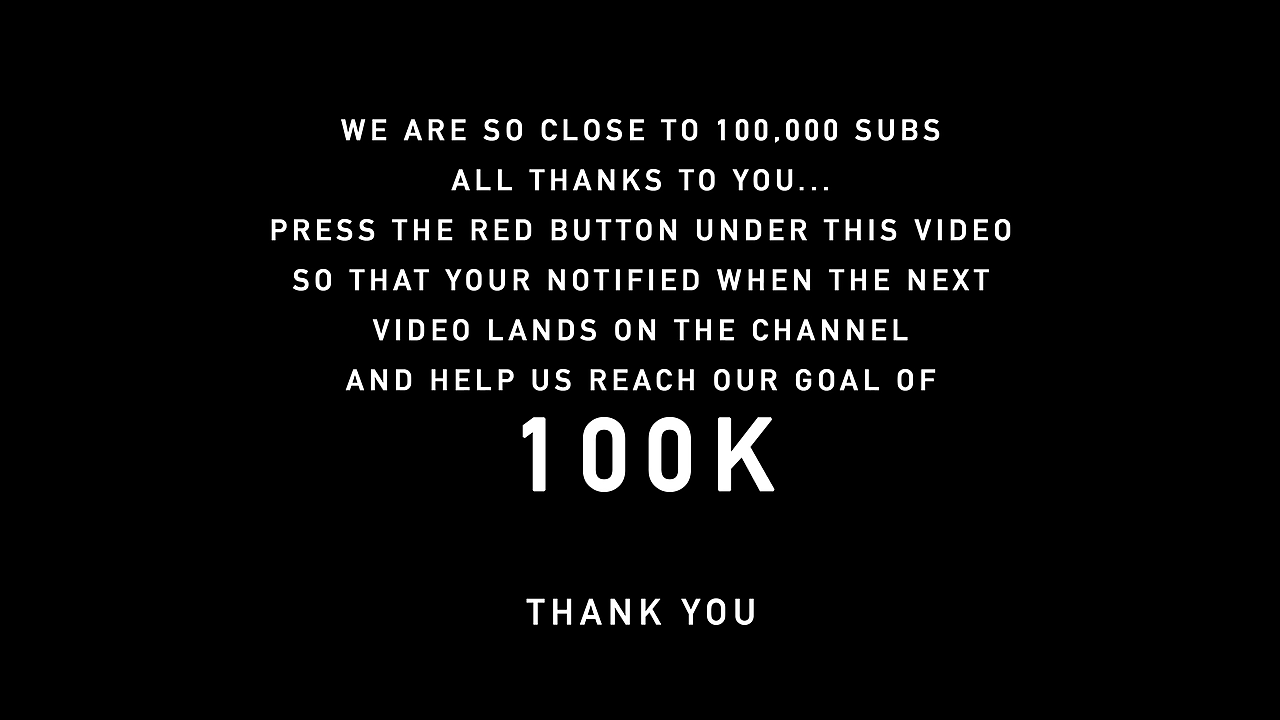 WE ARE SO CLOSE TO 100,000 SUBS
ALL THANKS TO YOU...
PRESS THE RED BUTTON UNDER THIS VIDEO
SO THAT YOUR NOTIFIED WHEN THE NEXT
VIDEO LANDS ON THE CHANNEL
AND HELP US REACH OUR GOAL OF
100K
THANK YOU